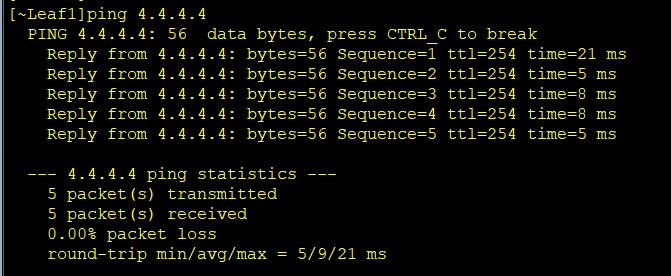 [~Leaf1]ping 4.4.4.4
PING 4.4.4.4: 56  data bytes, press CTRL_C to break
Reply from 4.4.4.4: bytes=56 Sequence=1 ttl=254 time=21 ms
Reply from 4.4.4.4: bytes=56 Sequence=2 ttl=254 time=5 ms
Reply from 4.4.4.4: bytes=56 Sequence=3 ttl=254 time=8 ms
Reply from 4.4.4.4: bytes=56 Sequence=4 ttl=254 time=8 ms
Reply from 4.4.4.4: bytes=56 Sequence=5 ttl=254 time=5 ms
--- 4.4.4.4 ping statistics ---
5 packet(s) transmitted
5 packet(s) received
0.00% packet loss
round-trip min/avg/max = 5/9/21 ms